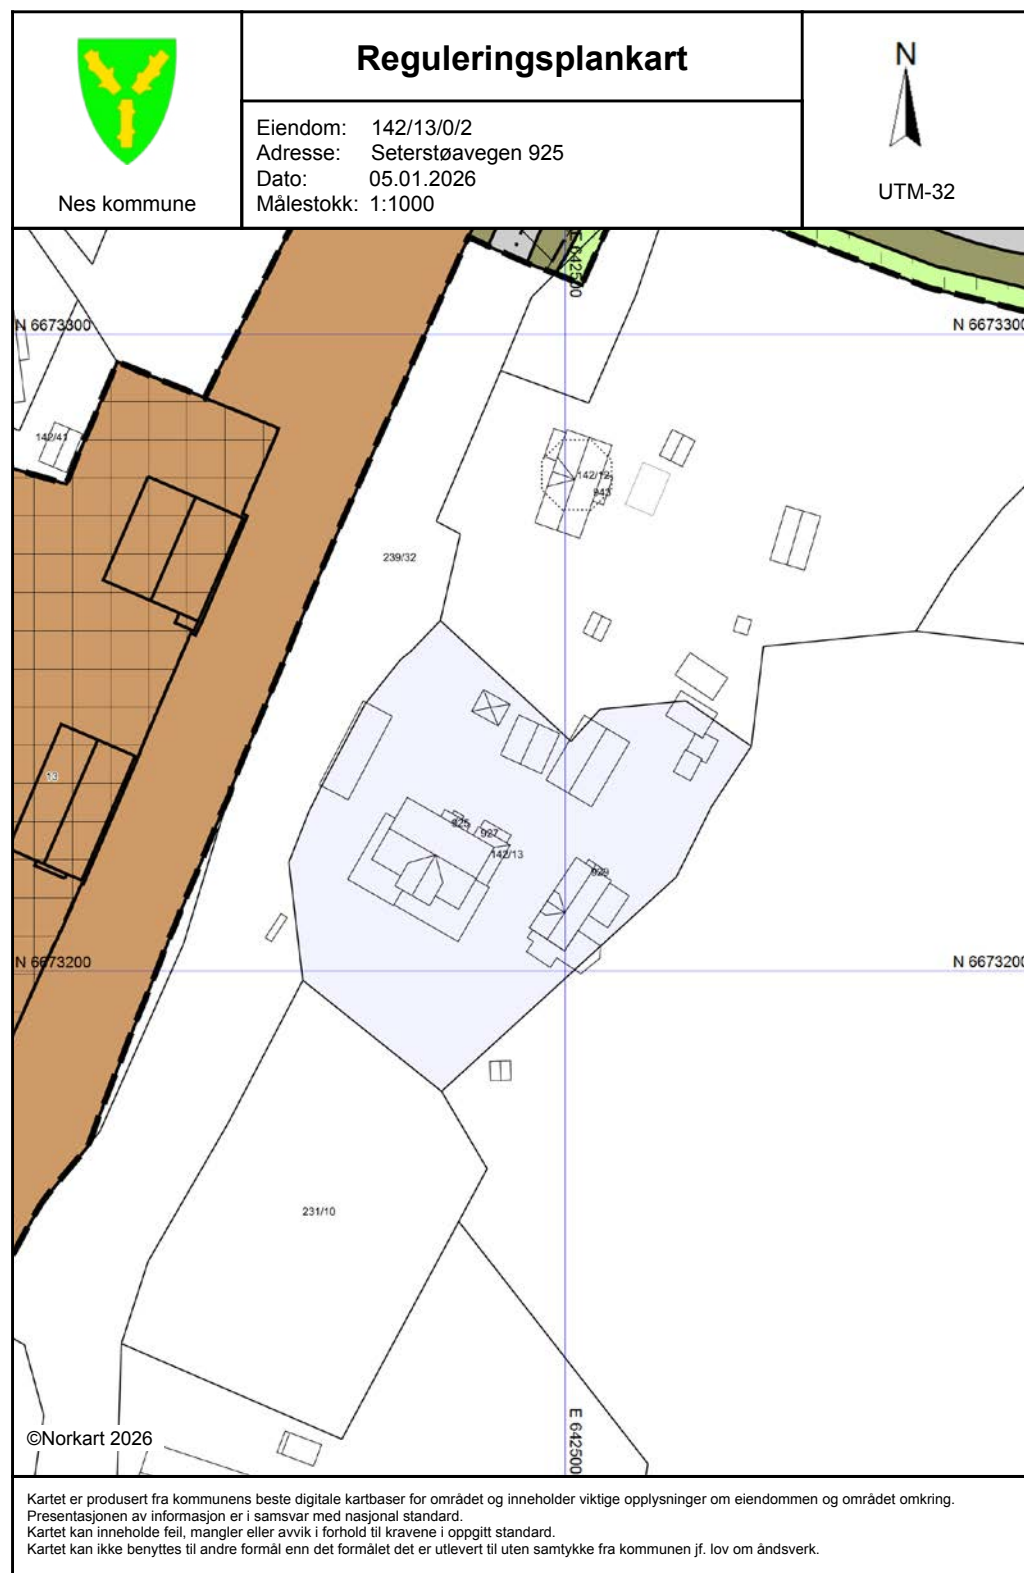 Reguleringsplankart
Eiendom: 142/13/0/2
Adresse: Seterstøavegen 925
Dato: 05.01.2026
Målestokk: 1:1000
Nes kommune
N
UTM-32
E 642500
N 6673300
N 6673300
142/41
142/12
943
239/32
13
925
927
142/13
929
N 6673200
N 6673200
231/10
E 642500
©Norkart 2026
Kartet er produsert fra kommunens beste digitale kartbaser for området og inneholder viktige opplysninger om eiendommen og området omkring.
Presentasjonen av informasjon er i samsvar med nasjonal standard.
Kartet kan inneholde feil, mangler eller avvik i forhold til kravene i oppgitt standard.
Kartet kan ikke benyttes til andre formål enn det formålet det er utlevert til uten samtykke fra kommunen jf. lov om åndsverk.